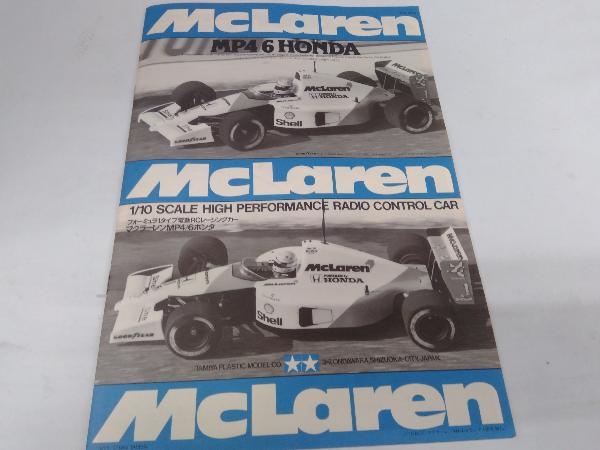 McLaren
MP4/6 HONDA
Shell
GOODYEAR
McLaren
1/10 SCALE HIGH PERFORMANCE RADIO CONTROL CAR
フォーミュラ1タイプ電動RCレーシングカー
マクラーレンMP4/6ホンダ
McLaren
POWERED by
HONDA
Shell
GOODYEAR
TAMIYA PLASTIC MODEL CO.
3-7, ONDWARA, SHIZUOKA-CITY, JAPAN.
McLaren